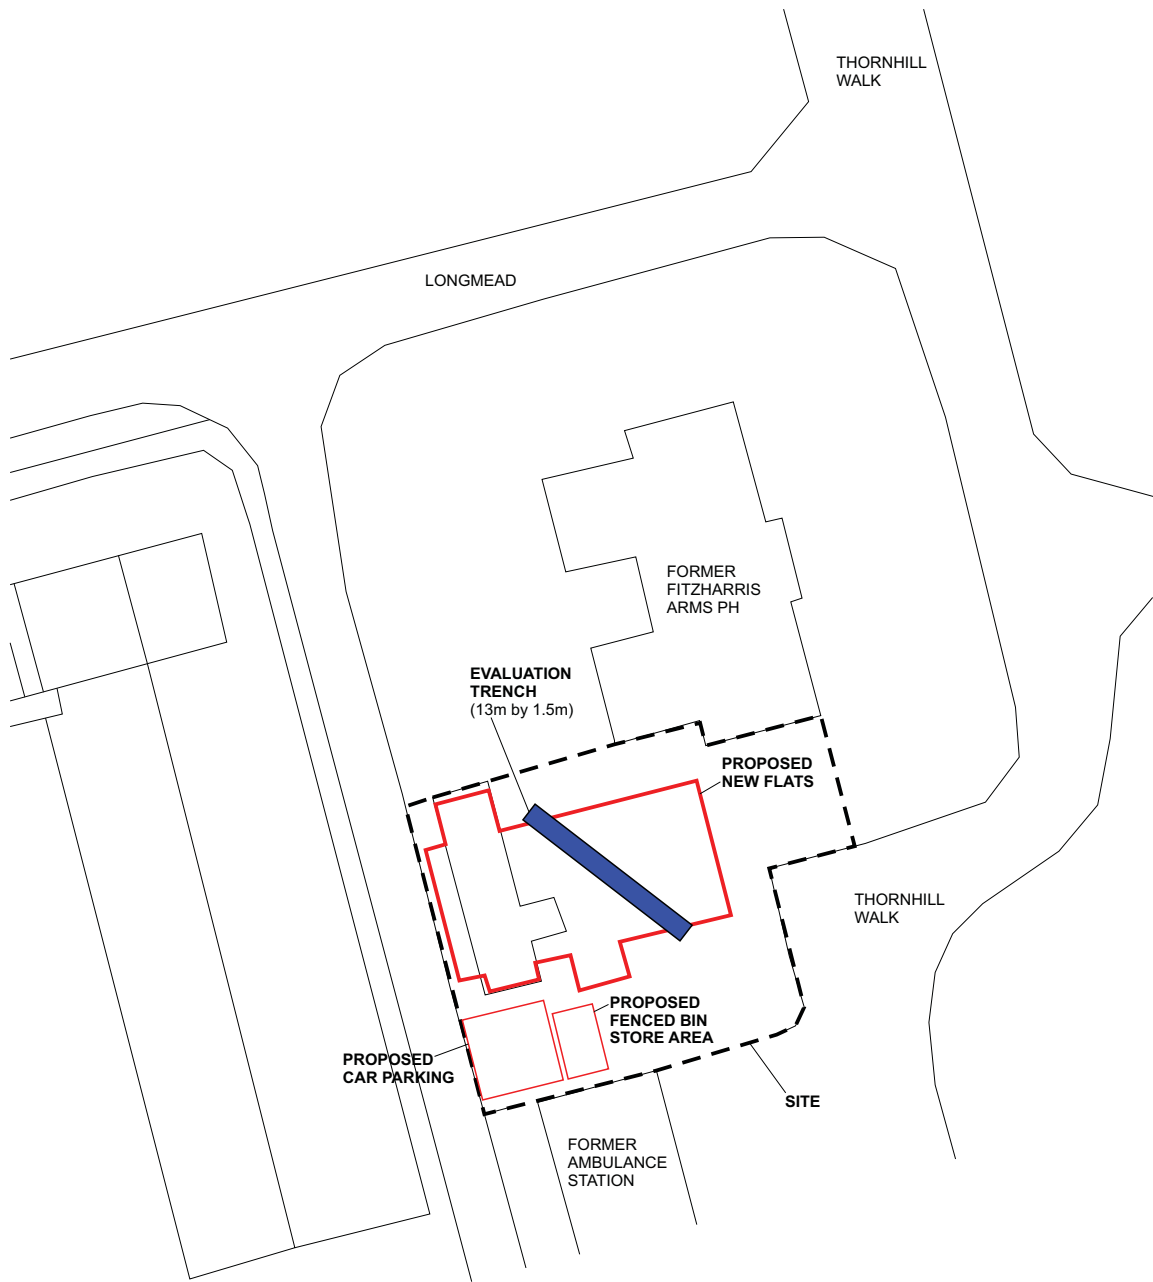 THORNHILL
WALK
LONGMEAD
FORMER
FITZHARRIS
ARMS PH
EVALUATION
TRENCH
(13m by 1.5m)
PROPOSED
NEW FLATS
THORNHILL
WALK
PROPOSED
FENCED BIN
STORE AREA
PROPOSED
CAR PARKING
SITE
FORMER
AMBULANCE
STATION